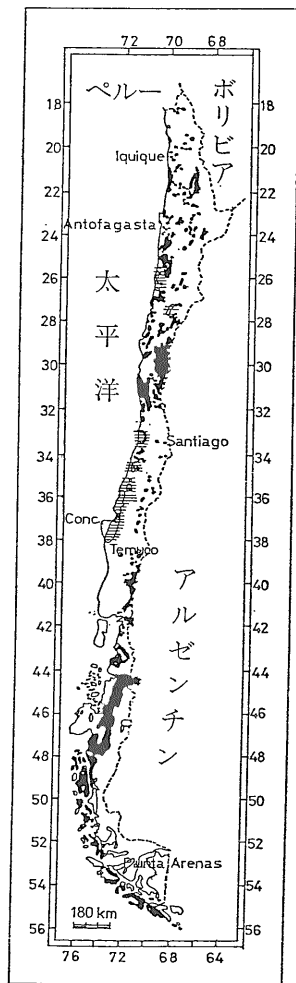 72 70 68
ペルー
ボリビア
18 18
20 20
Iquique
22 22
Antofagasta
24 24
26 26
太平洋
28 28
30 30
32 32
Santiago
34 34
36 36
Conc.
38 38
Temuco
アルゼンチン
40 40
42 42
44 44
46 46
48 48
50 50
52 52
Punta Arenas
54 54
180 km
56 56
76 72 68 64